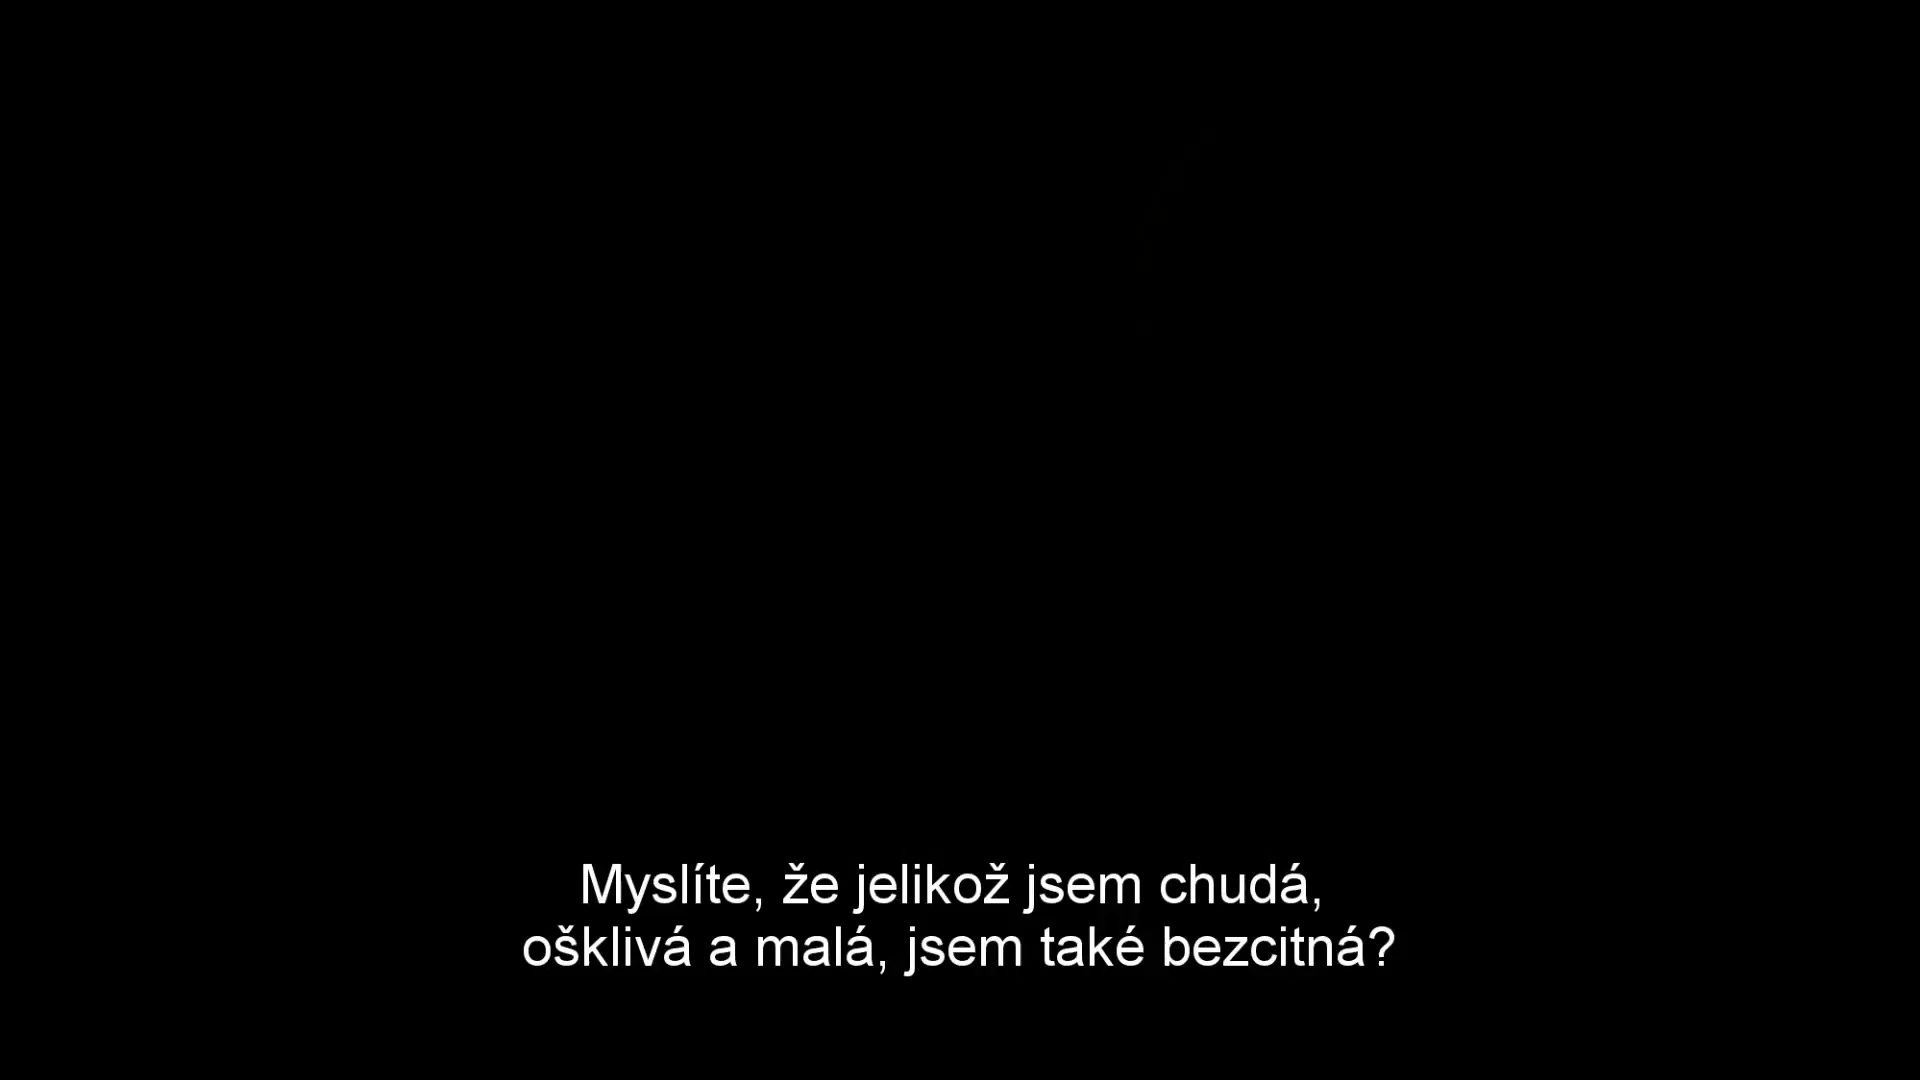 Myslíte, že jelikož jsem chudá,
ošklivá a malá, jsem také bezcitná?